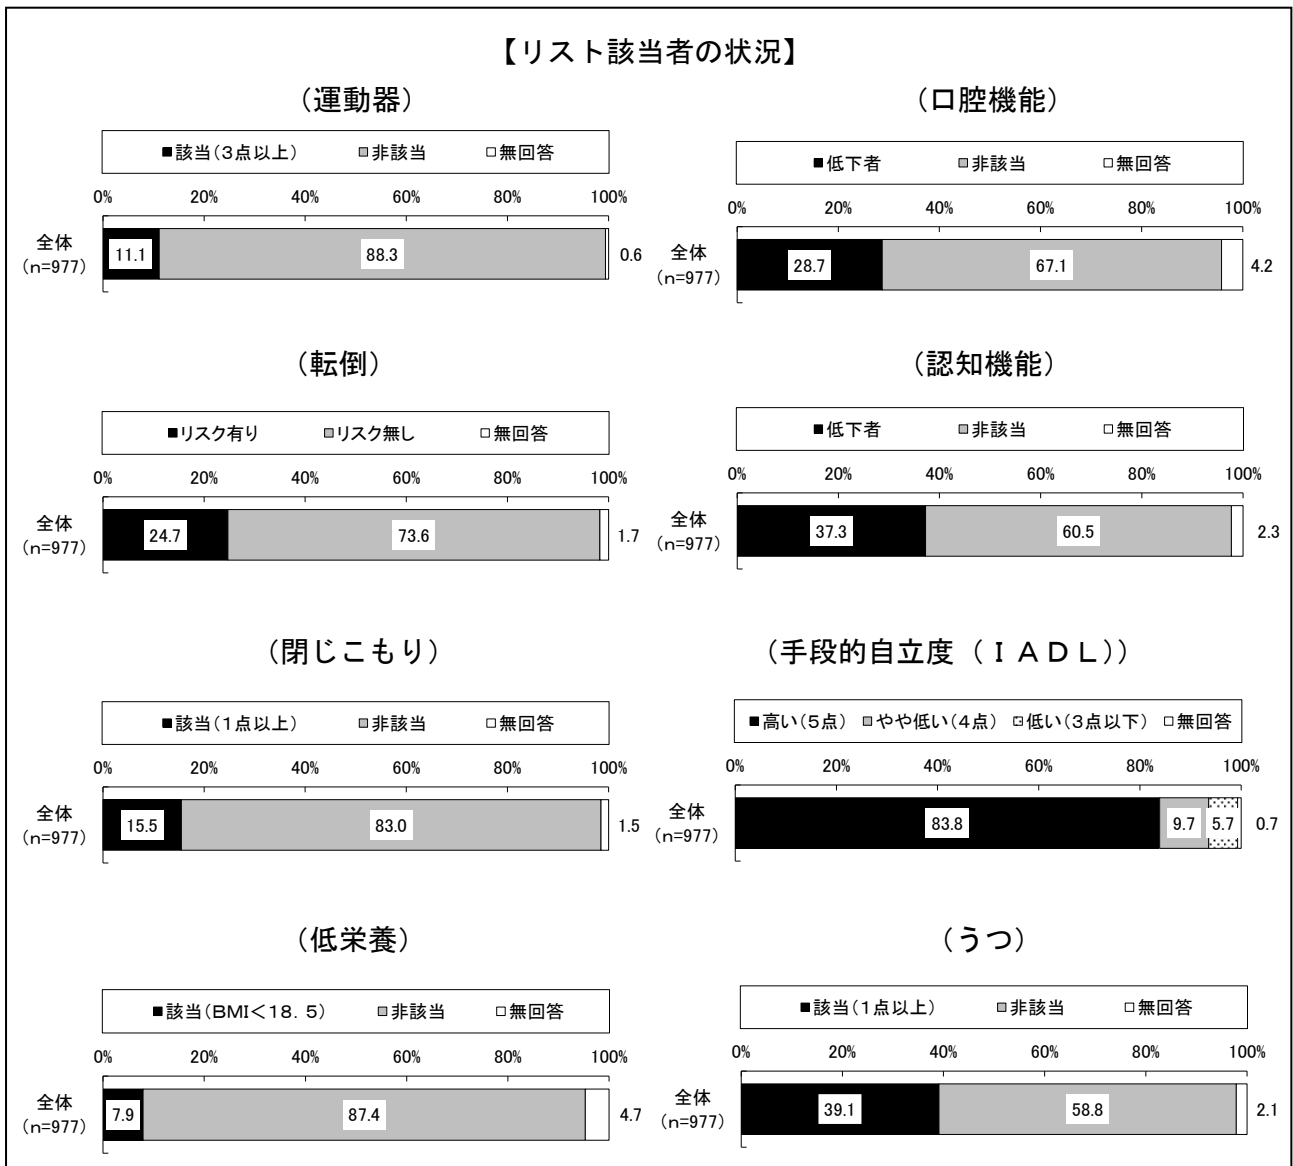 【リスト該当者の状況】
（運動器）
■該当（3点以上） ■非該当 □無回答
0% 20% 40% 60% 80% 100%
全体
（n=977）
11.1 88.3 0.6
（口腔機能）
■低下者 ■非該当 □無回答
0% 20% 40% 60% 80% 100%
全体
（n=977）
28.7 67.1 4.2
（転倒）
■リスク有り ■リスク無し □無回答
0% 20% 40% 60% 80% 100%
全体
（n=977）
24.7 73.6 1.7
（認知機能）
■低下者 ■非該当 □無回答
0% 20% 40% 60% 80% 100%
全体
（n=977）
37.3 60.5 2.3
（閉じこもり）
■該当（1点以上） ■非該当 □無回答
0% 20% 40% 60% 80% 100%
全体
（n=977）
15.5 83.0 1.5
（手段的自立度（ＩＡＤＬ））
■高い（5点） ■やや低い（4点） □低い（3点以下） □無回答
0% 20% 40% 60% 80% 100%
全体
（n=977）
83.8 9.7 5.7 0.7
（低栄養）
■該当（BMI＜18．5） ■非該当 □無回答
0% 20% 40% 60% 80% 100%
全体
（n=977）
7.9 87.4 4.7
（うつ）
■該当（1点以上） ■非該当 □無回答
0% 20% 40% 60% 80% 100%
全体
（n=977）
39.1 58.8 2.1